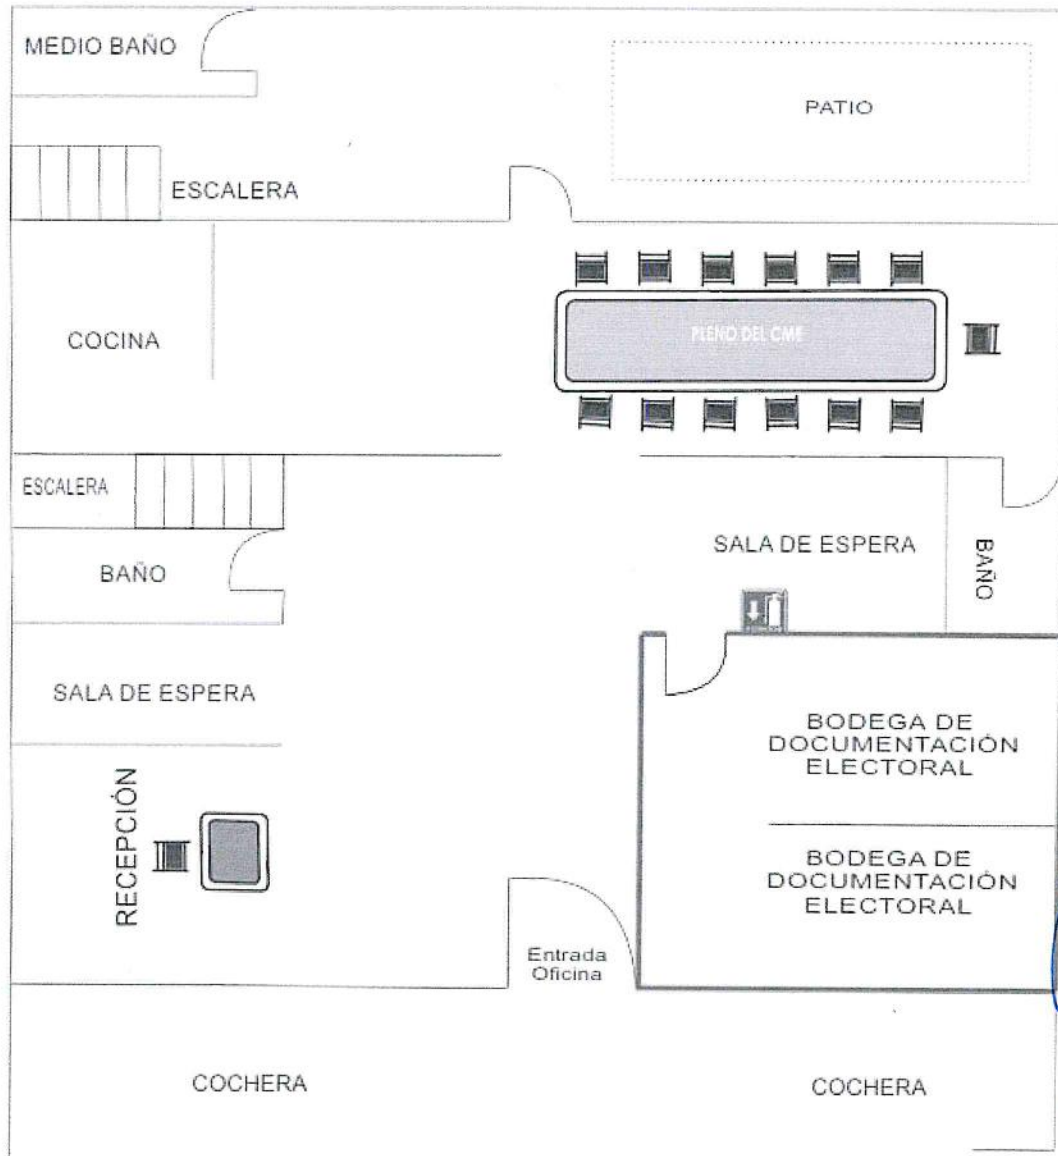 MEDIO BAÑO
PATIO
ESCALERA
COCINA
PLENO DEL CME
ESCALERA
BAÑO
SALA DE ESPERA
BAÑO
SALA DE ESPERA
RECEPCIÓN
BODEGA DE
DOCUMENTACIÓN
ELECTORAL
BODEGA DE
DOCUMENTACIÓN
ELECTORAL
Entrada
Oficina
COCHERA
COCHERA